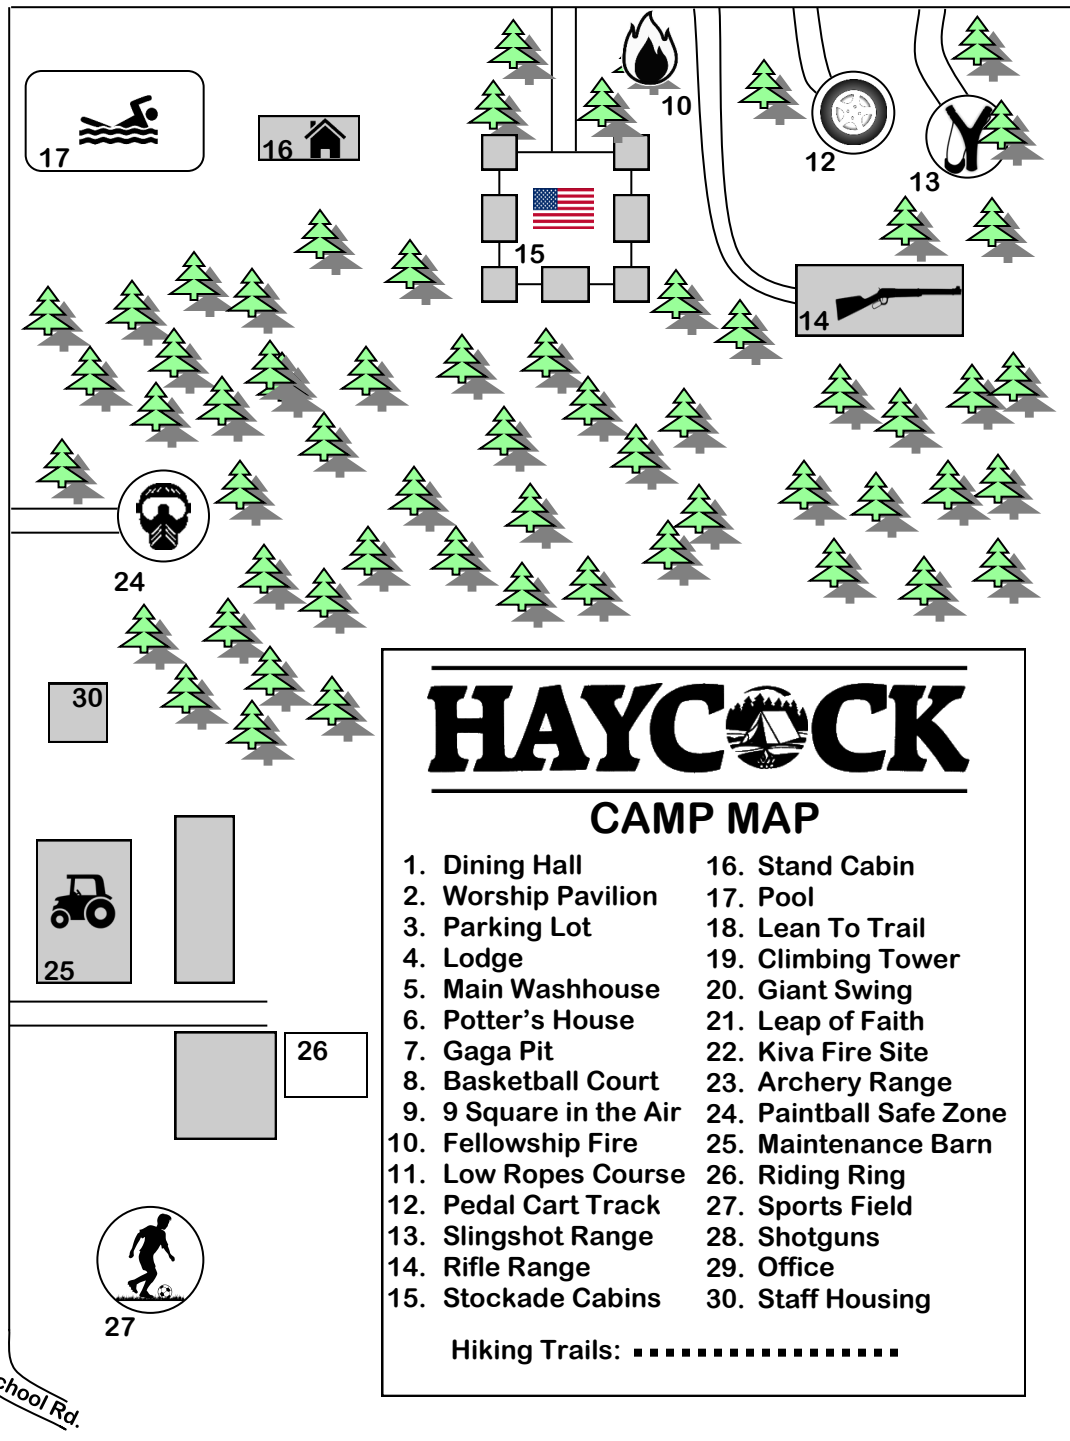 10
17
16
12
13
15
14
24
30
HAYCOCK
CAMP MAP
1. Dining Hall
2. Worship Pavilion
3. Parking Lot
4. Lodge
5. Main Washhouse
6. Potter's House
7. Gaga Pit
8. Basketball Court
9. 9 Square in the Air
10. Fellowship Fire
11. Low Ropes Course
12. Pedal Cart Track
13. Slingshot Range
14. Rifle Range
15. Stockade Cabins
16. Stand Cabin
17. Pool
18. Lean To Trail
19. Climbing Tower
20. Giant Swing
21. Leap of Faith
22. Kiva Fire Site
23. Archery Range
24. Paintball Safe Zone
25. Maintenance Barn
26. Riding Ring
27. Sports Field
28. Shotguns
29. Office
30. Staff Housing
Hiking Trails:
25
26
27
Rd.